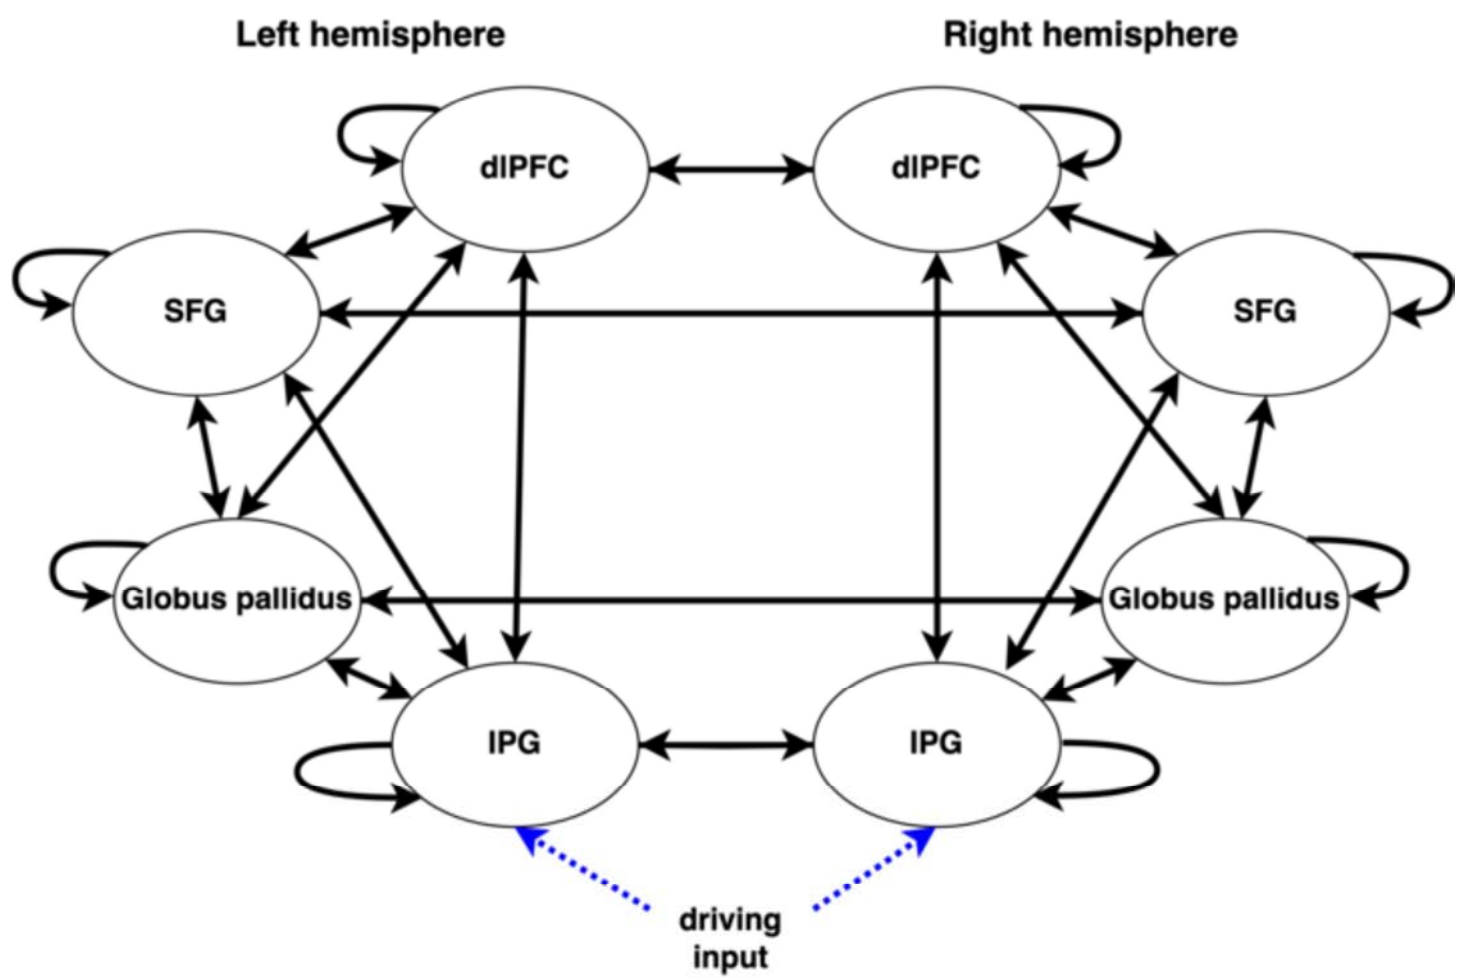 Left hemisphere
Right hemisphere
dlPFC
dlPFC
SFG
SFG
Globus pallidus
Globus pallidus
IPG
IPG
driving
input